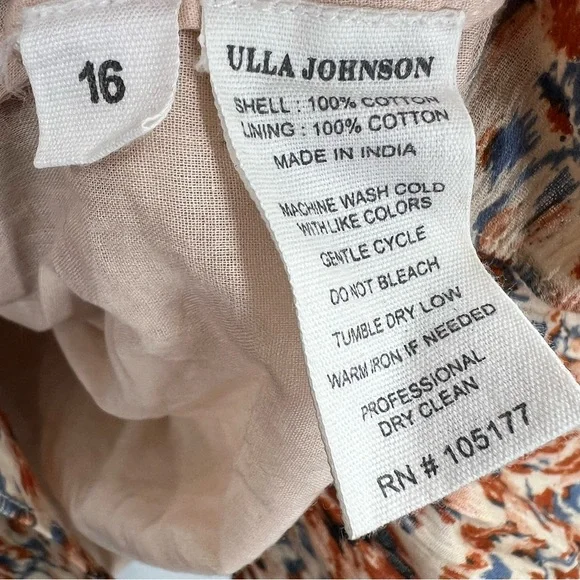 16
ULLA JOHNSON
SHELL : 100% COTTON
LINING : 100% COTTON
MADE IN INDIA
MACHINE WASH COLD
WITH LIKE COLORS
GENTLE CYCLE
DO NOT BLEACH
TUMBLE DRY LOW
WARM IRON IF NEEDED
PROFESSIONAL
DRY CLEAN
RN # 105177